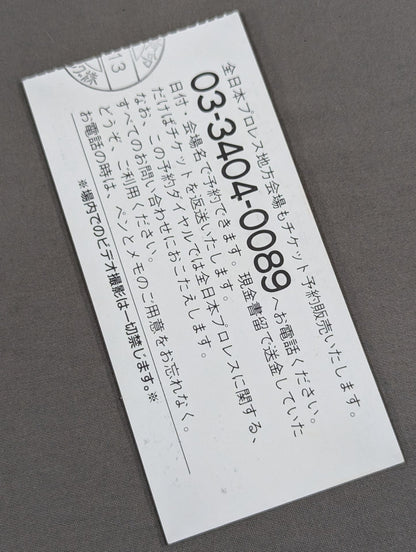 全日本プロレス地方会場もチケット予約販売いたします。
03-3404-0089へお電話ください。
日付、会場名で予約できます。現金書留で送金していた
だけばチケットを返送いたします。
なお、この予約ダイヤルでは全日本プロレスに関する、
すべてのお問い合わせにおこたえします。
どうぞ、ご利用ください。
お電話の時は、ペンとメモのご用意をお忘れなく。
※場内でのビデオ撮影は一切禁じます。※
13